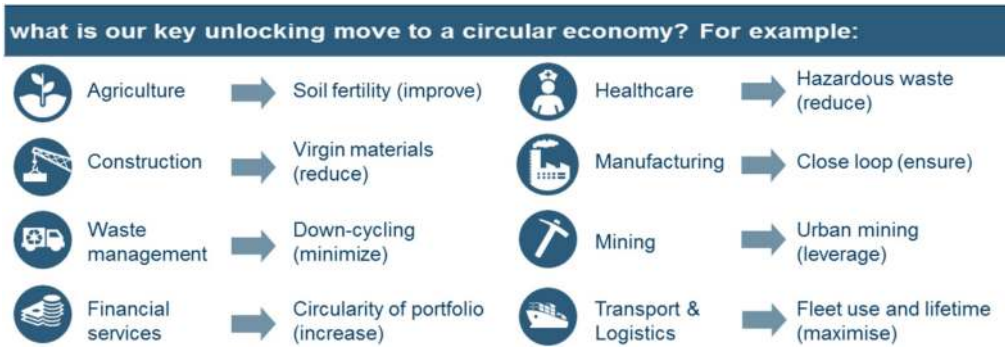 what is our key unlocking move to a circular economy? For example:
Agriculture
Soil fertility (improve)
Healthcare
Hazardous waste
(reduce)
Construction
Virgin materials
(reduce)
Manufacturing
Close loop (ensure)
Waste
management
Down-cycling
(minimize)
Mining
Urban mining
(leverage)
Financial
services
Circularity of portfolio
(increase)
Transport &
Logistics
Fleet use and lifetime
(maximise)